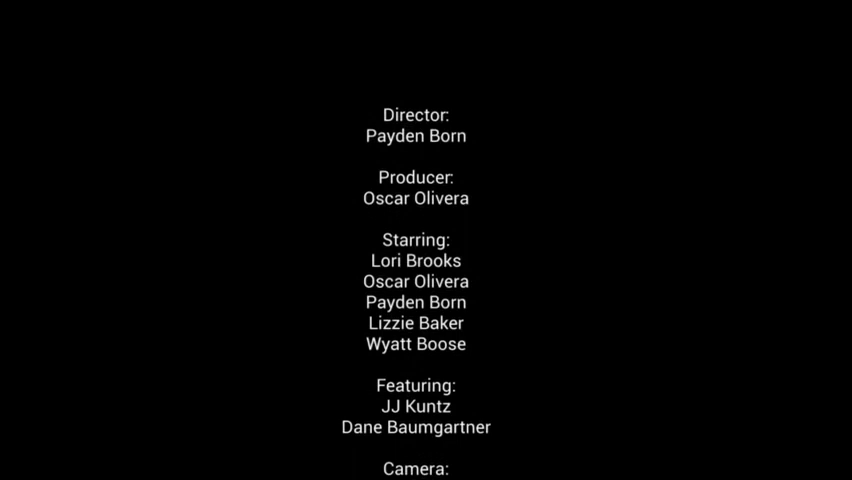 Director:
Payden Born
Producer:
Oscar Olivera
Starring:
Lori Brooks
Oscar Olivera
Payden Born
Lizzie Baker
Wyatt Boose
Featuring:
JJ Kuntz
Dane Baumgartner
Camera: